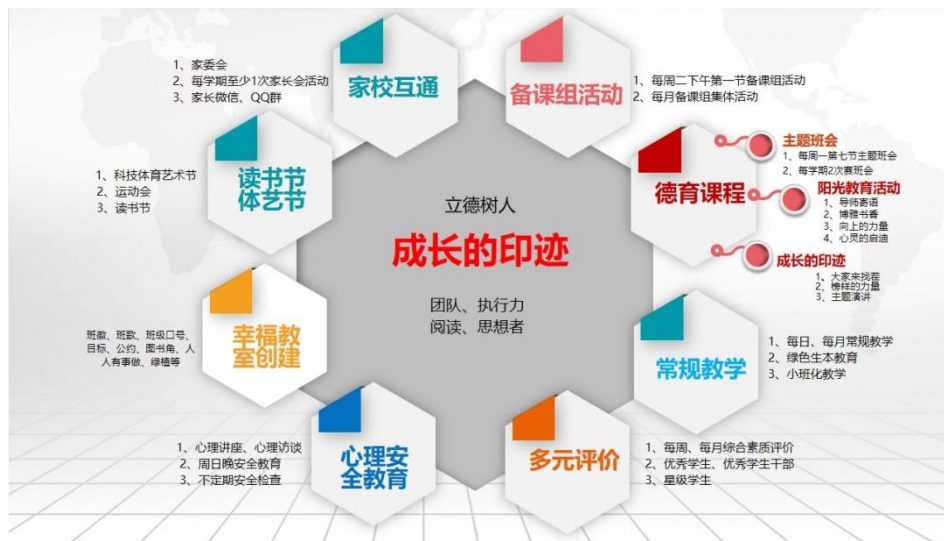 家校互通
1、家委会
2、每学期至少1次家长会活动
3、家长微信、QQ群
备课组活动
1、每周二下午第一节备课组活动
2、每月备课组集体活动
读书节
体艺节
1、科技体育艺术节
2、运动会
3、读书节
德育课程
主题班会
1、每周一第七节主题班会
2、每学期2次赛班会
阳光教育活动
1、导师寄语
2、博雅书香
3、向上的力量
4、心灵的启迪
成长的印迹
1、大家来找茬
2、榜样的力量
3、主题演讲
立德树人
成长的印迹
团队、执行力
阅读、思想者
幸福教
室创建
班徽、班歌、班级口号、
目标、公约、图书角、人
人有事做、绿植等
常规教学
1、每日、每月常规教学
2、绿色生本教育
3、小班化教学
心理安
全教育
1、心理讲座、心理访谈
2、周日晚安全教育
3、不定期安全检查
多元评价
1、每周、每月综合素质评价
2、优秀学生、优秀学生干部
3、星级学生